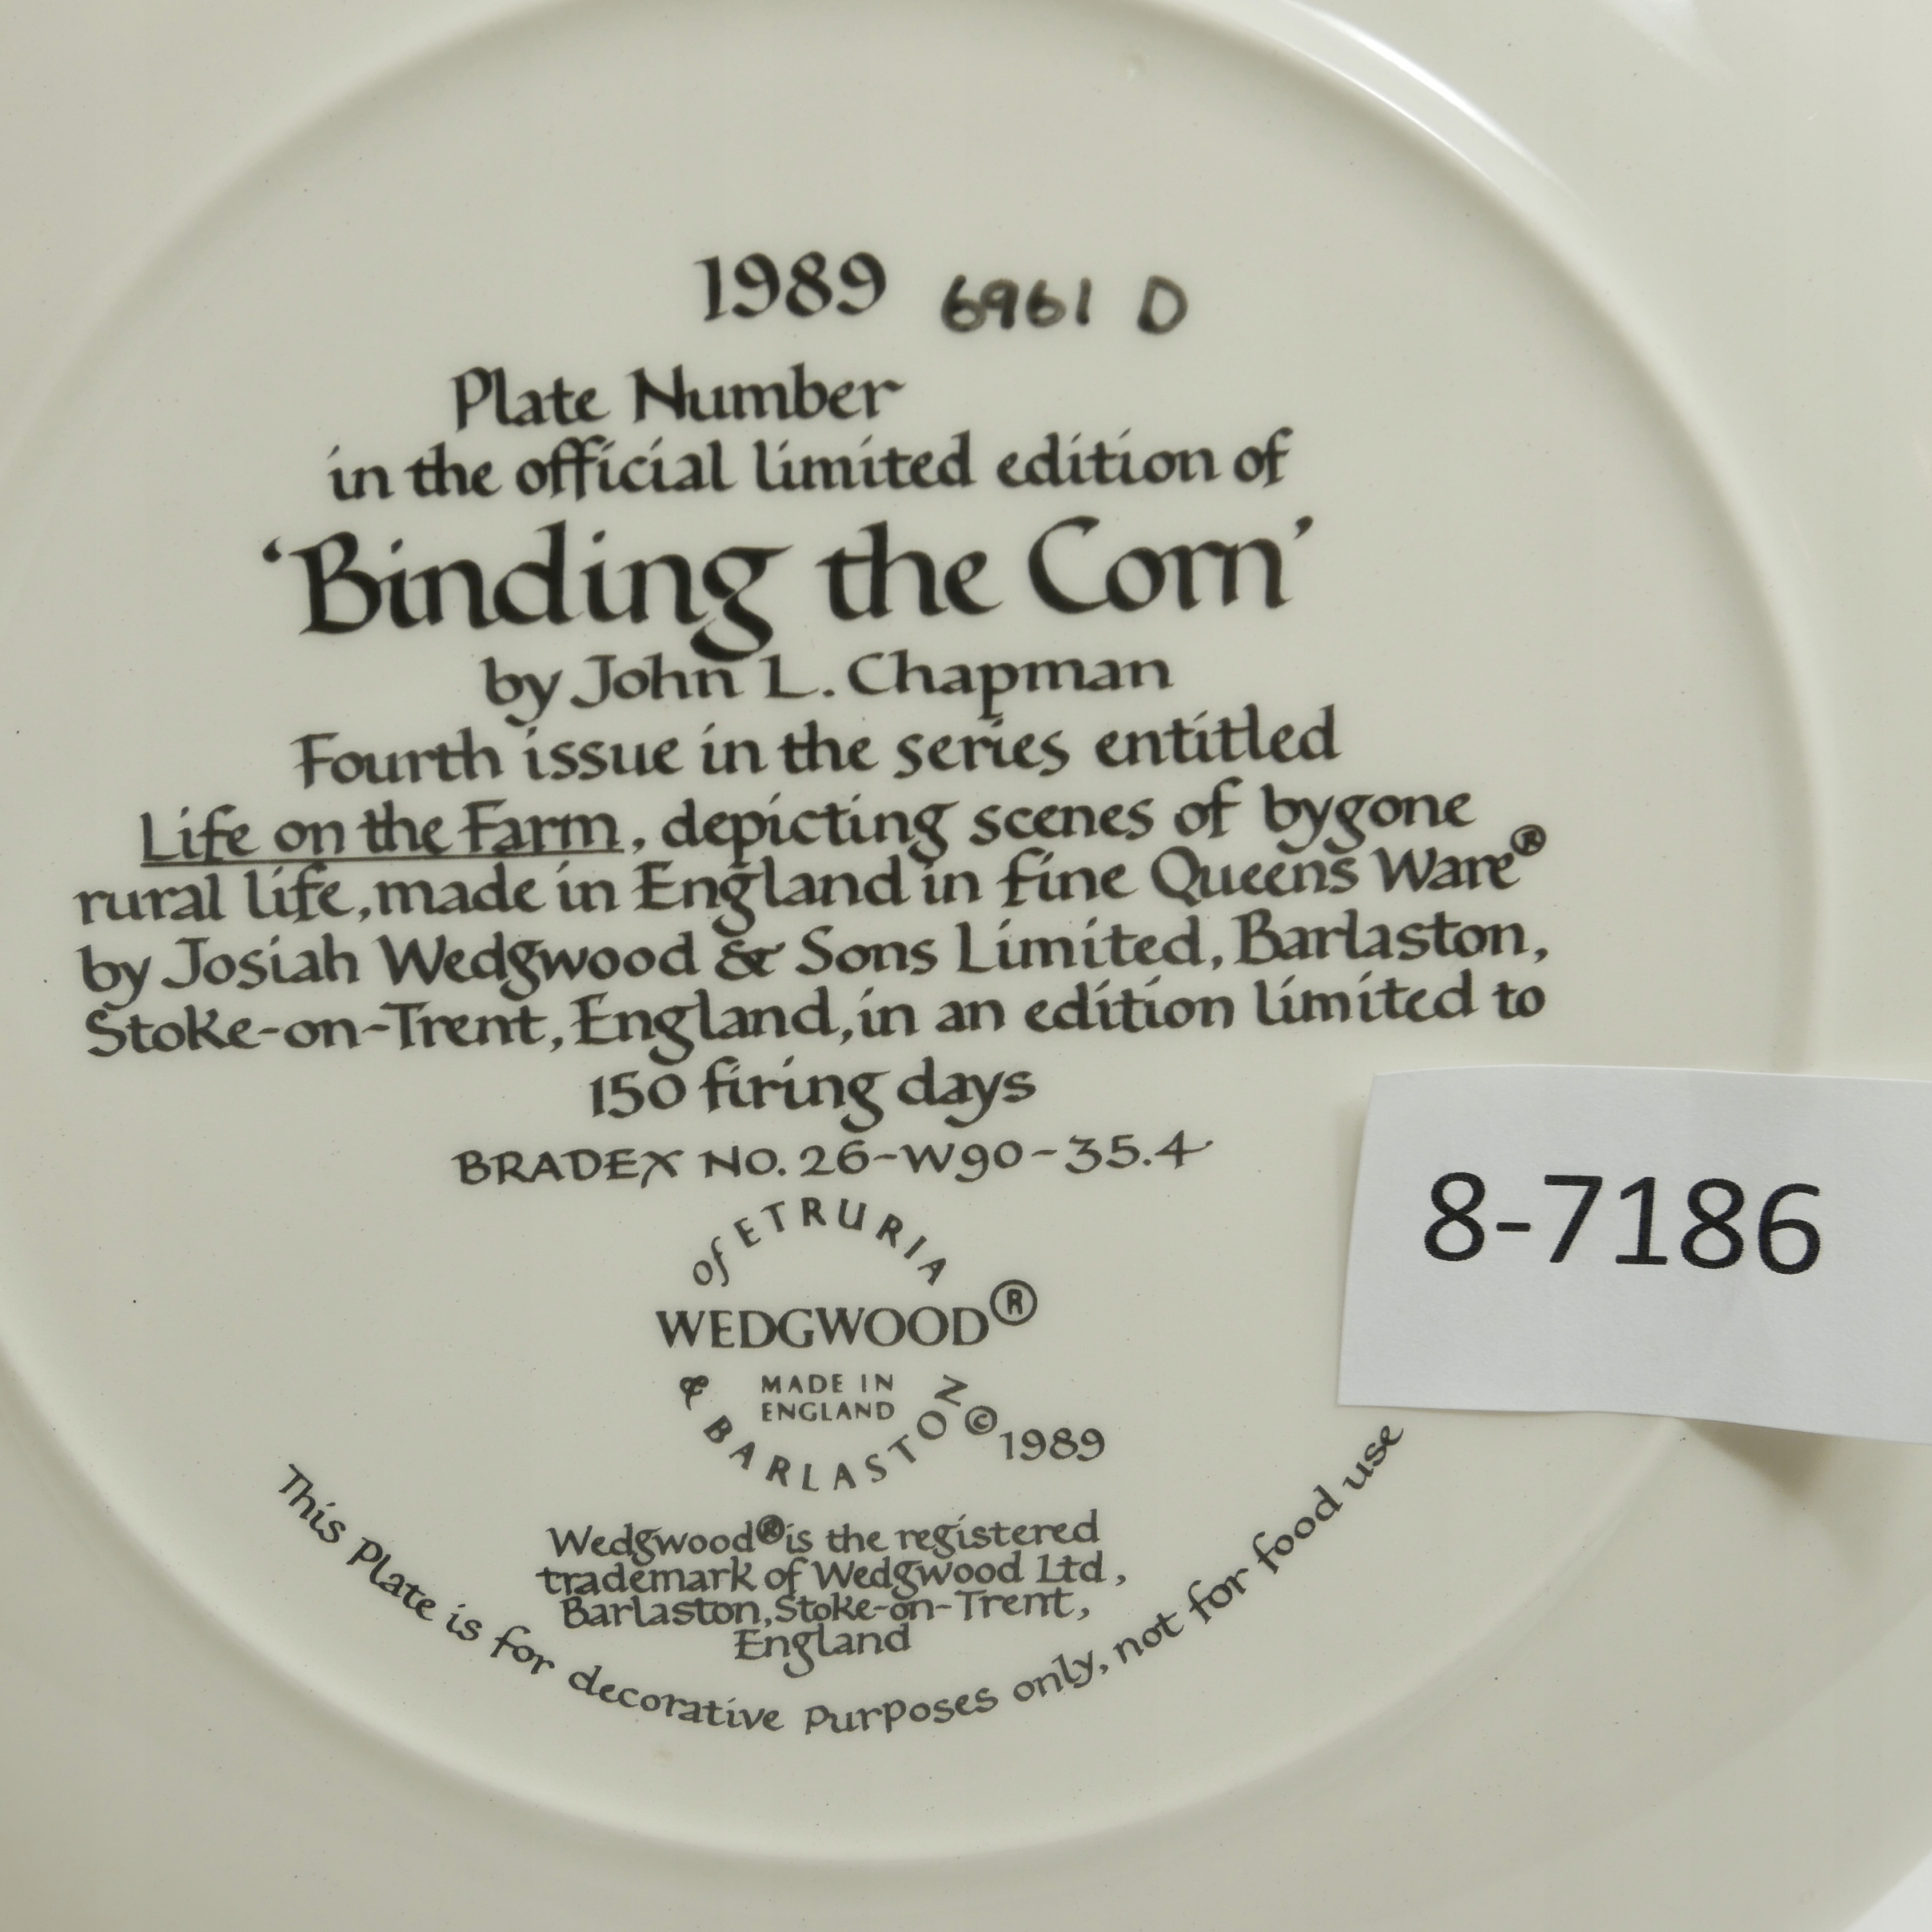 1989 6961 D
Plate Number
in the official limited edition of
‘Binding the Corn’
by John L. Chapman
Fourth issue in the series entitled
Life on the Farm, depicting scenes of bygone
rural life, made in England in fine Queens Ware®
by Josiah Wedgwood & Sons Limited, Barlaston,
Stoke-on-Trent, England, in an edition limited to
150 firing days
BRADEX NO. 26-W90-35.4
of ETRURIA
WEDGWOOD®
MADE IN
ENGLAND
& BARLASTON
© 1989
Wedgwood® is the registered
trademark of Wedgwood Ltd,
Barlaston, Stoke-on-Trent,
England
This Plate is for decorative Purposes only, not for food use
8-7186